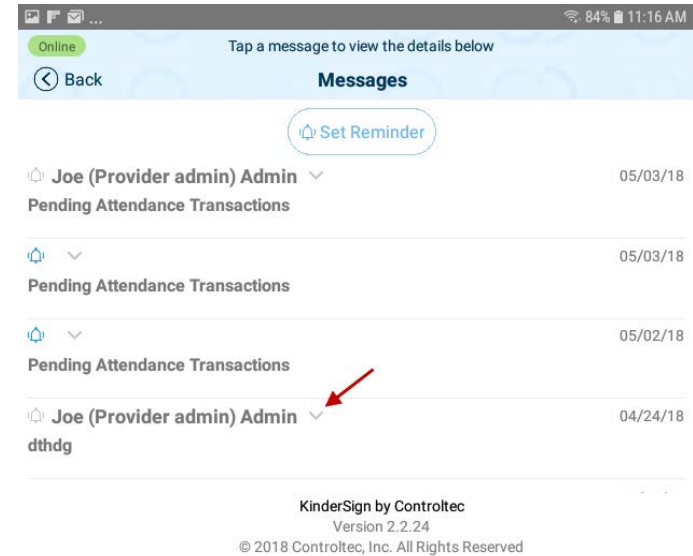 ... 84% 11:16 AM
Online Tap a message to view the details below
Back Messages
Set Reminder
Joe (Provider admin) Admin 05/03/18
Pending Attendance Transactions
05/03/18
Pending Attendance Transactions
05/02/18
Pending Attendance Transactions
Joe (Provider admin) Admin 04/24/18
dthdg
KinderSign by Controltec
Version 2.2.24
© 2018 Controltec, Inc. All Rights Reserved